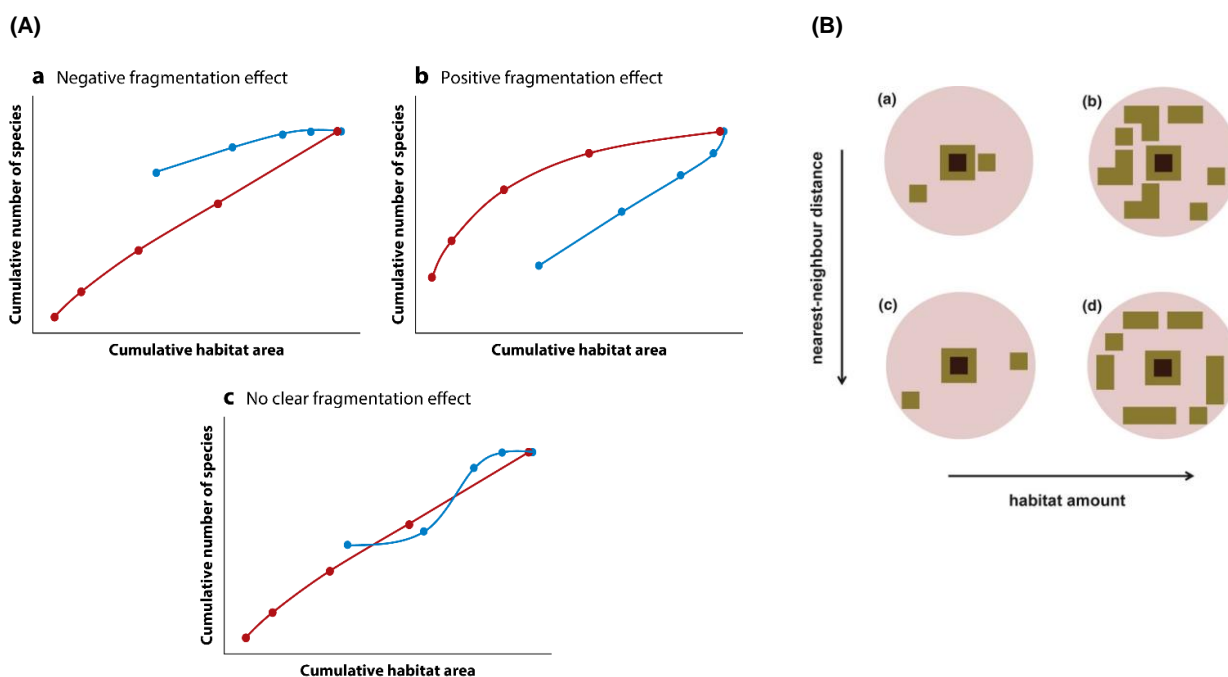 (A)
a Negative fragmentation effect
Cumulative number of species
Cumulative habitat area
b Positive fragmentation effect
Cumulative number of species
Cumulative habitat area
c No clear fragmentation effect
Cumulative number of species
Cumulative habitat area
(B)
(a)
(b)
nearest-neighbour distance
(c)
(d)
habitat amount